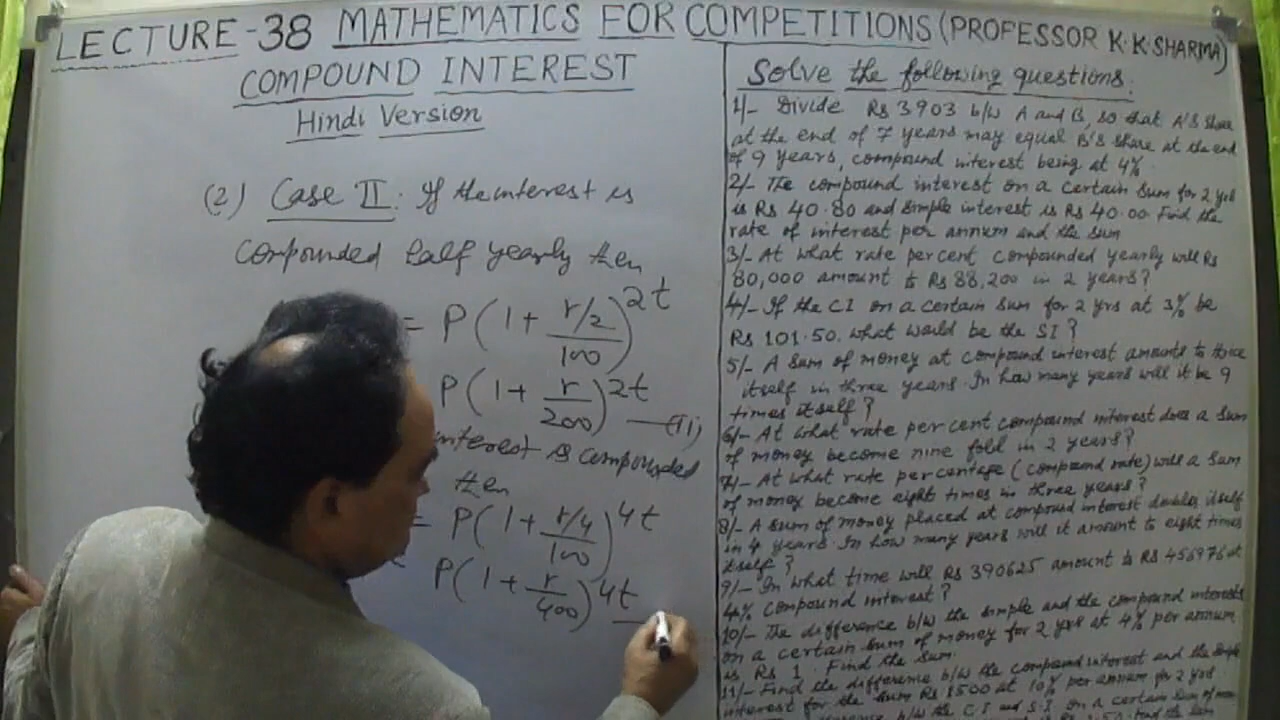 LECTURE-38 MATHEMATICS FOR COMPETITIONS (PROFESSOR K.K.SHARMA)
COMPOUND INTEREST
Hindi Version
(2) Case II: If the interest is
compounded half yearly then
= P(1 + r/2/100)^2t
P(1 + r/200)^2t —(ii)
interest is compounded
then
= P(1 + r/4/100)^4t
P(1 + r/400)^4t
Solve the following questions.
1/- Divide Rs 3903 b/w A and B, so that A's share
at the end of 7 years may equal B's share at the end
of 9 years, compound interest being at 4%.
2/- The compound interest on a certain sum for 2 yrs
is Rs 40.80 and simple interest is Rs 40.00. Find the
rate of interest per annum and the sum
3/- At what rate percent compounded yearly will Rs
80,000 amount to Rs 88,200 in 2 years?
4/- If the CI on a certain sum for 2 yrs at 3% be
Rs 101.50. what would be the SI?
5/- A sum of money at compound interest amounts to thrice
itself in three years. In how many years will it be 9
times itself?
6/- At what rate per cent compound interest does a sum
of money become nine fold in 2 years?
7/- At what rate percentage (compound rate) will a sum
of money become eight times in three years?
8/- A sum of money placed at compound interest doubles itself
in 4 years. In how many years will it amount to eight times
itself?
9/- In what time will Rs 390625 amount to Rs 456976 at
4% compound interest?
10/- The difference b/w the simple and the compound interests
on a certain sum of money for 2 yrs at 4% per annum
is Rs 1. Find the sum.
11/- Find the difference b/w the compound interest and the simple
interest for the sum Rs 1500 at 10% per annum for 2 yrs
b/w the C.I and S.I on a certain sum of